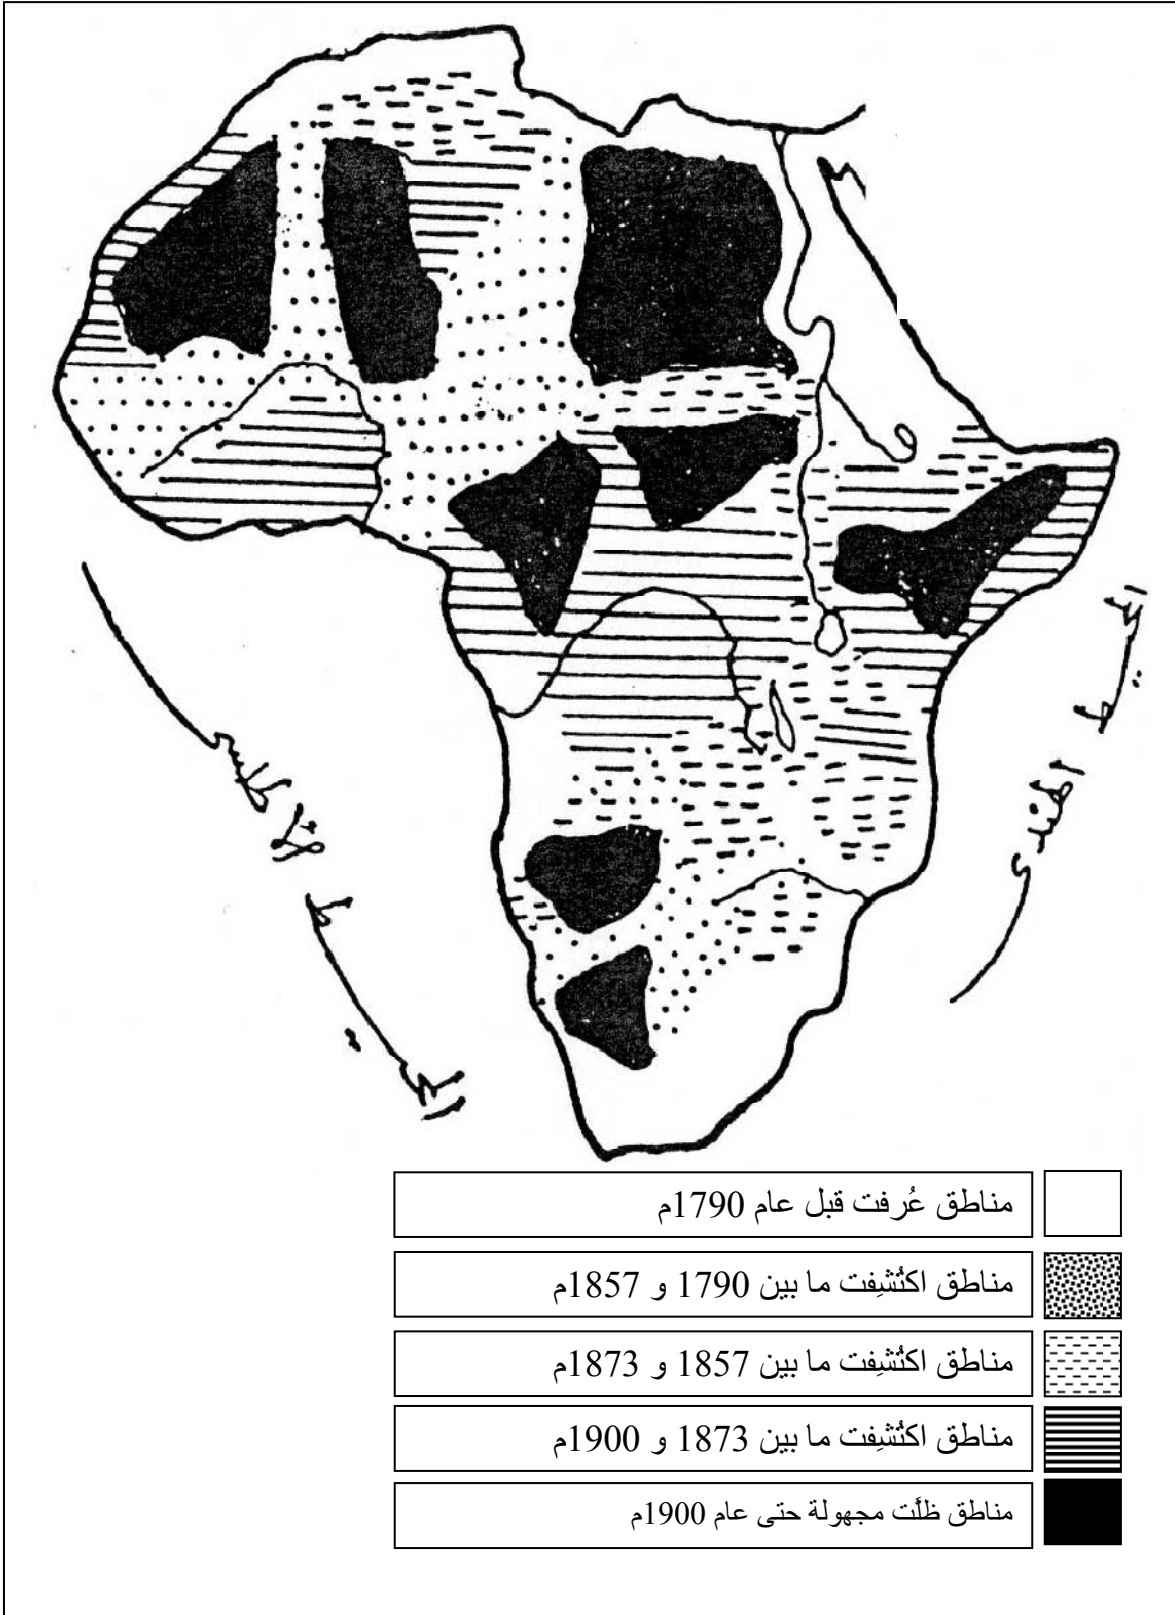 المحيط الأطلسي
المحيط الهندي
مناطق عُرفت قبل عام 1790م
مناطق اكتُشِفت ما بين 1790 و 1857م
مناطق اكتُشِفت ما بين 1857 و 1873م
مناطق اكتُشِفت ما بين 1873 و 1900م
مناطق ظلَّت مجهولة حتى عام 1900م